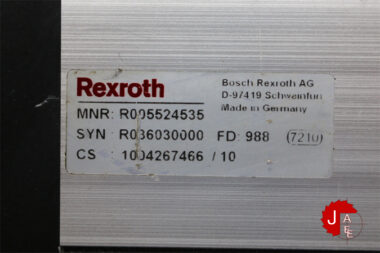 Rexroth
Bosch Rexroth AG
D-97419 Schweinfurt
Made in Germany
MNR: R005524535
SYN: R036030000 FD: 988 7210
CS : 1004267466 / 10
JAEC